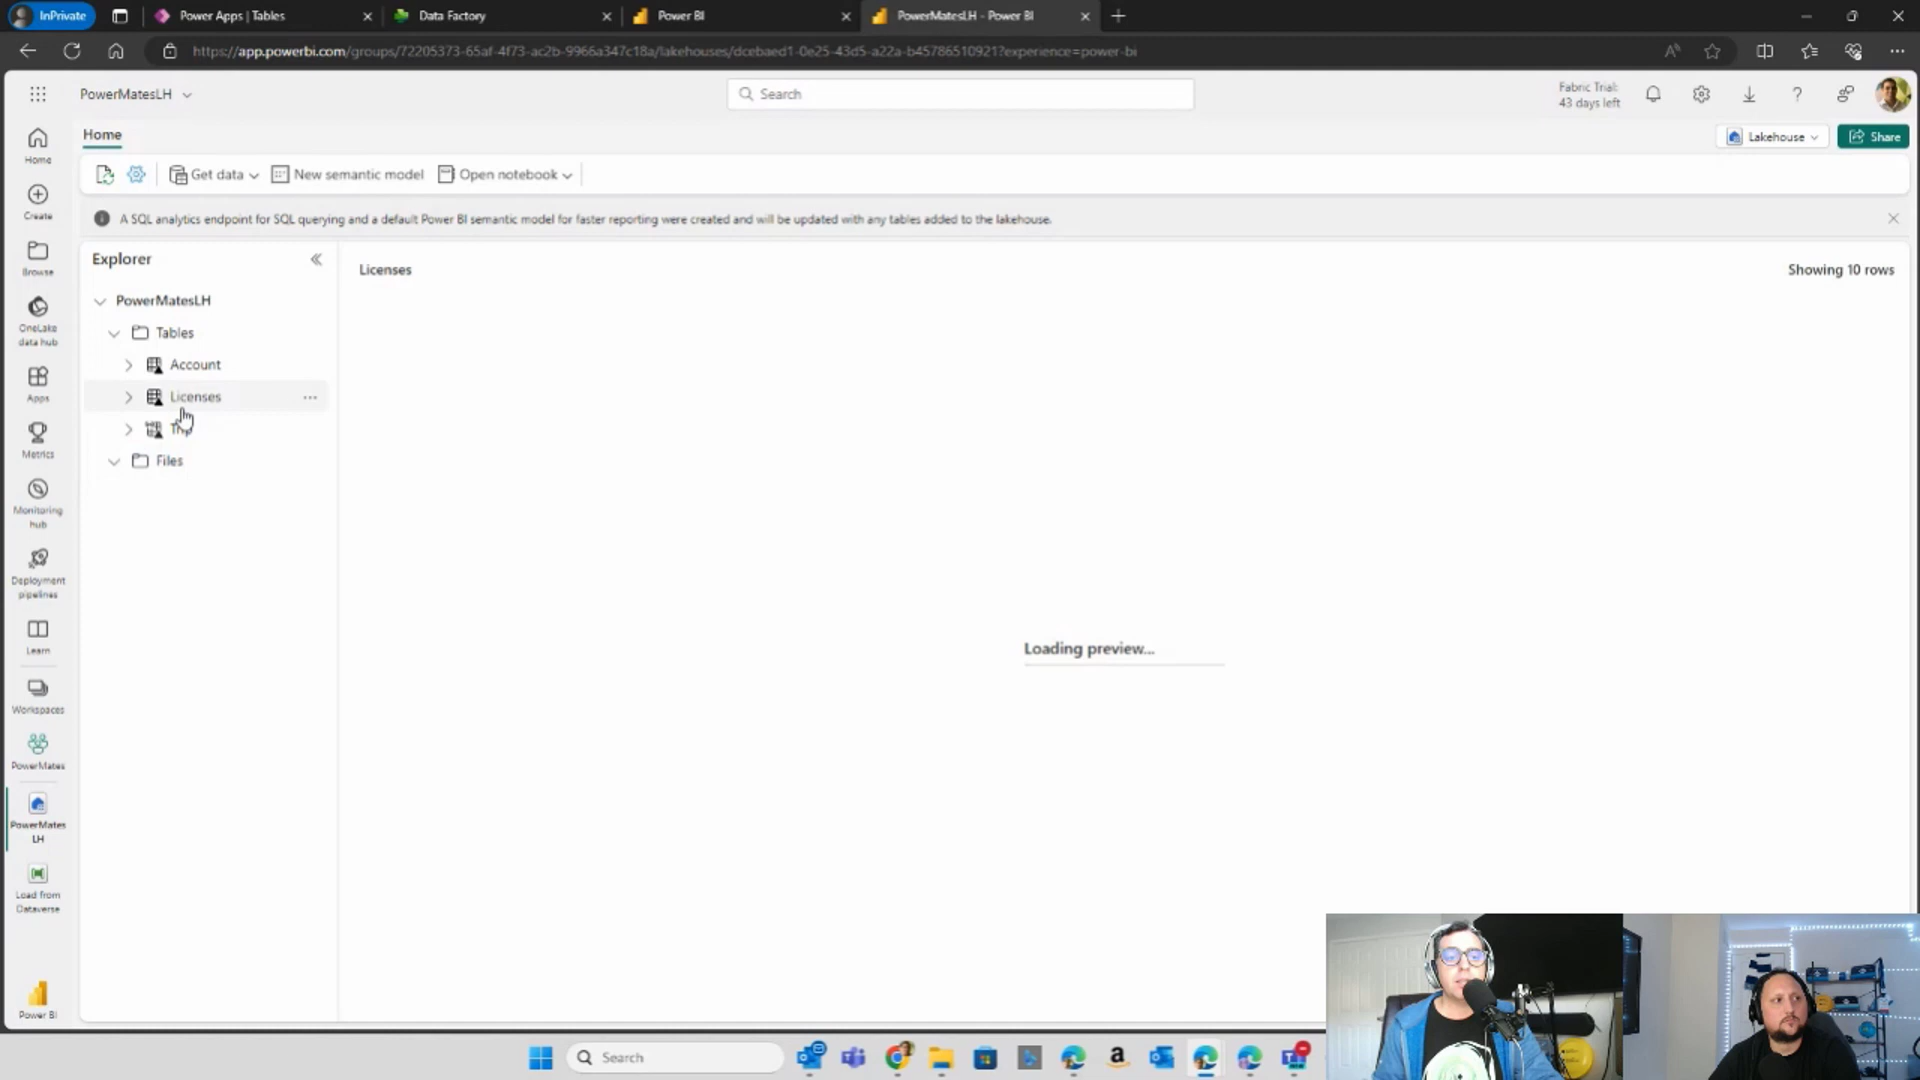 InPrivate
Power Apps | Tables
Data Factory
Power BI
PowerMatesLH - Power BI
https://app.powerbi.com/groups/72205373-65af-4f73-ac2b-9966a347c18a/lakehouses/dcebaed1-0e25-43d5-a22a-b45786510921?experience=power-bi
PowerMatesLH
Search
Fabric Trial:
43 days left
Home
Lakehouse
Share
Get data
New semantic model
Open notebook
A SQL analytics endpoint for SQL querying and a default Power BI semantic model for faster reporting were created and will be updated with any tables added to the lakehouse.
Explorer
PowerMatesLH
Tables
Account
Licenses
Files
Licenses
Showing 10 rows
Loading preview...
Home
Create
Browse
OneLake
data hub
Apps
Metrics
Monitoring
hub
Deployment
pipelines
Learn
Workspaces
PowerMates
PowerMates
LH
Load from
Dataverse
Power BI
Search